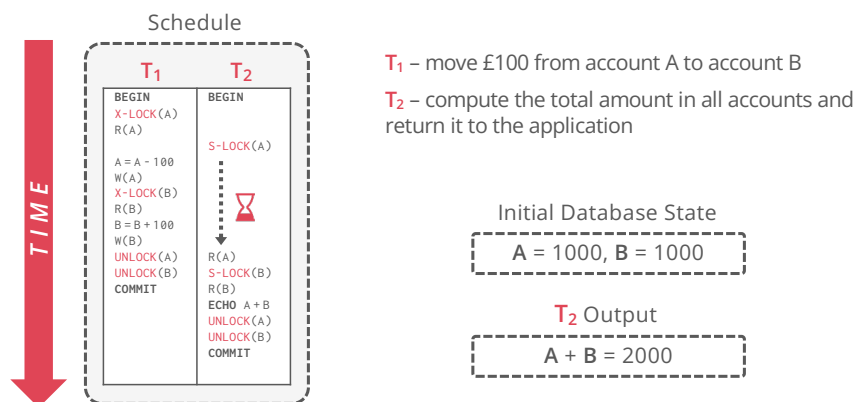 Schedule
TIME
T₁ T₂
BEGIN BEGIN
X-LOCK(A)
R(A)
S-LOCK(A)
A = A - 100
W(A)
X-LOCK(B)
R(B)
B = B + 100
W(B)
UNLOCK(A) R(A)
UNLOCK(B) S-LOCK(B)
COMMIT R(B)
ECHO A + B
UNLOCK(A)
UNLOCK(B)
COMMIT
T₁ – move £100 from account A to account B
T₂ – compute the total amount in all accounts and
return it to the application
Initial Database State
A = 1000, B = 1000
T₂ Output
A + B = 2000